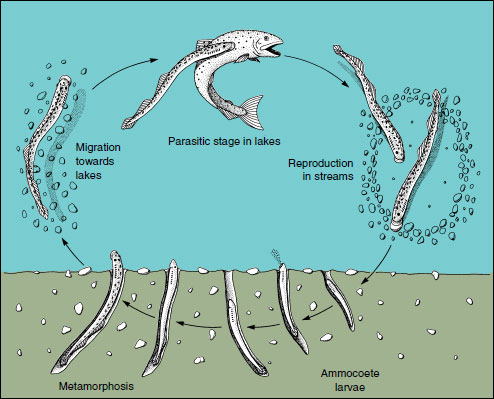 Parasitic stage in lakes
Migration
towards
lakes
Reproduction
in streams
Metamorphosis
Ammocoete
larvae